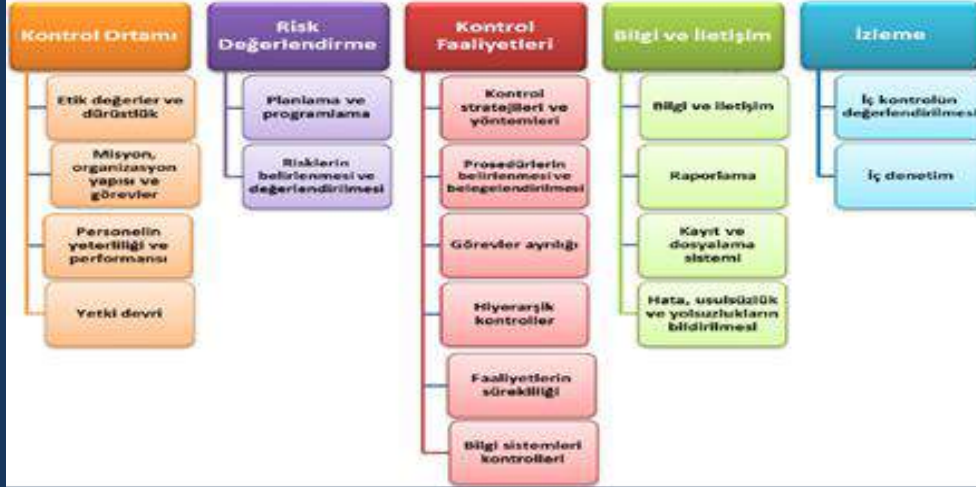 Kontrol Ortamı
Etik değerler ve
dürüstlük
Misyon,
organizasyon
yapısı ve
görevler
Personelin
yeterliliği ve
performansı
Yetki devri
Risk
Değerlendirme
Planlama ve
programlama
Risklerin
belirlenmesi ve
değerlendirilmesi
Kontrol
Faaliyetleri
Kontrol
stratejileri ve
yöntemleri
Prosedürlerin
belirlenmesi ve
belgelendirilmesi
Görevler ayrılığı
Hiyerarşik
kontroller
Faaliyetlerin
sürekliliği
Bilgi sistemleri
kontrolleri
Bilgi ve İletişim
Bilgi ve iletişim
Raporlama
Kayıt ve
dosyalama
sistemi
Hata, usulsüzlük
ve yolsuzlukların
bildirilmesi
İzleme
İç kontrolün
değerlendirilmesi
İç denetim